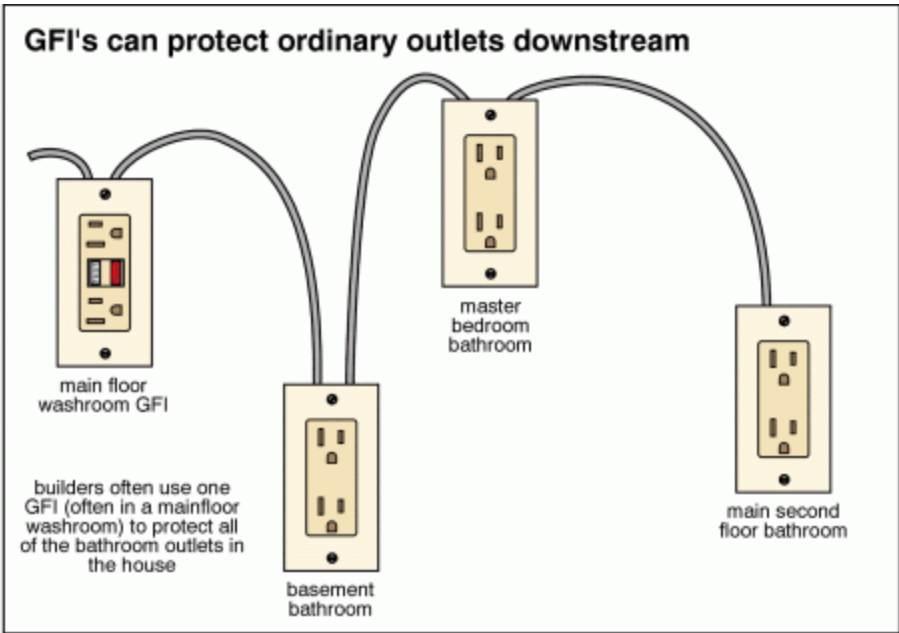 GFI's can protect ordinary outlets downstream
master
bedroom
bathroom
main floor
washroom GFI
builders often use one
GFI (often in a mainfloor
washroom) to protect all
of the bathroom outlets in
the house
main second
floor bathroom
basement
bathroom